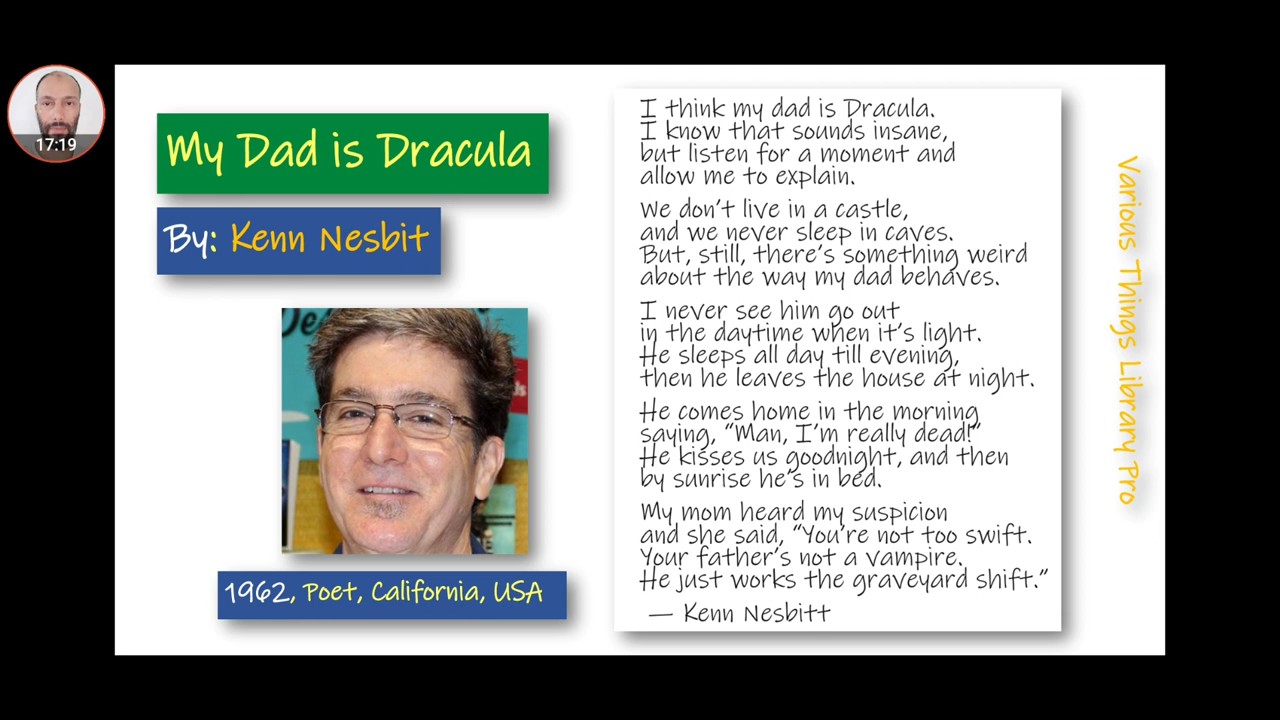 17:19
My Dad is Dracula
By: Kenn Nesbit
1962, Poet, California, USA
I think my dad is Dracula.
I know that sounds insane,
but listen for a moment and
allow me to explain.
We don't live in a castle,
and we never sleep in caves.
But, still, there's something weird
about the way my dad behaves.
I never see him go out
in the daytime when it's light.
He sleeps all day till evening,
then he leaves the house at night.
He comes home in the morning
saying, “Man, I'm really dead!”
He kisses us goodnight, and then
by sunrise he's in bed.
My mom heard my suspicion
and she said, “You're not too swift.
Your father's not a vampire.
He just works the graveyard shift.”
— Kenn Nesbitt
Various Things Library Pro